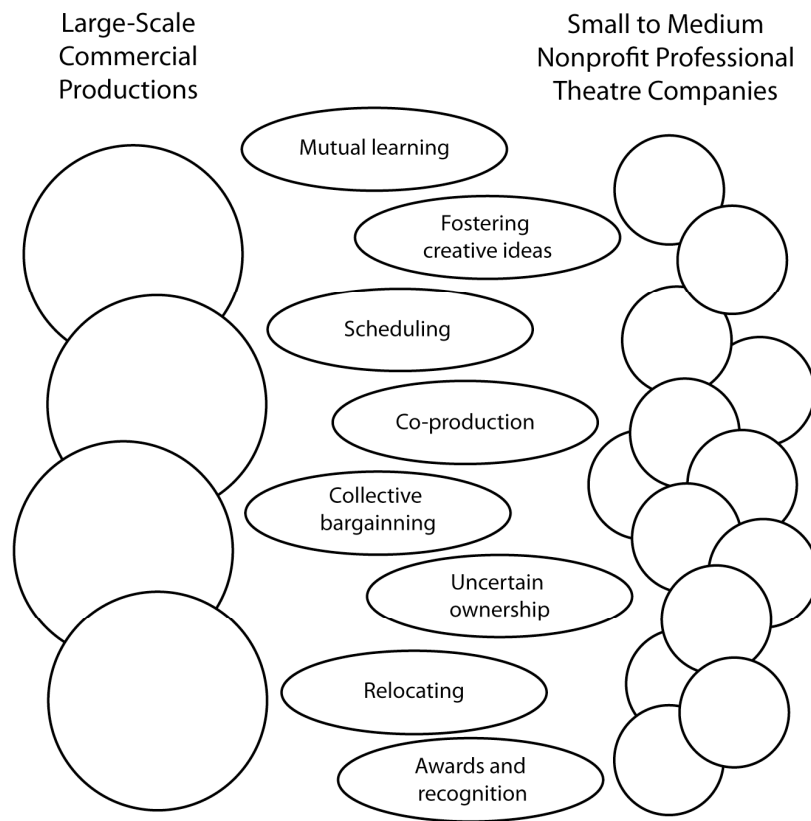 Large-Scale
Commercial
Productions
Small to Medium
Nonprofit Professional
Theatre Companies
Mutual learning
Fostering
creative ideas
Scheduling
Co-production
Collective
bargainning
Uncertain
ownership
Relocating
Awards and
recognition